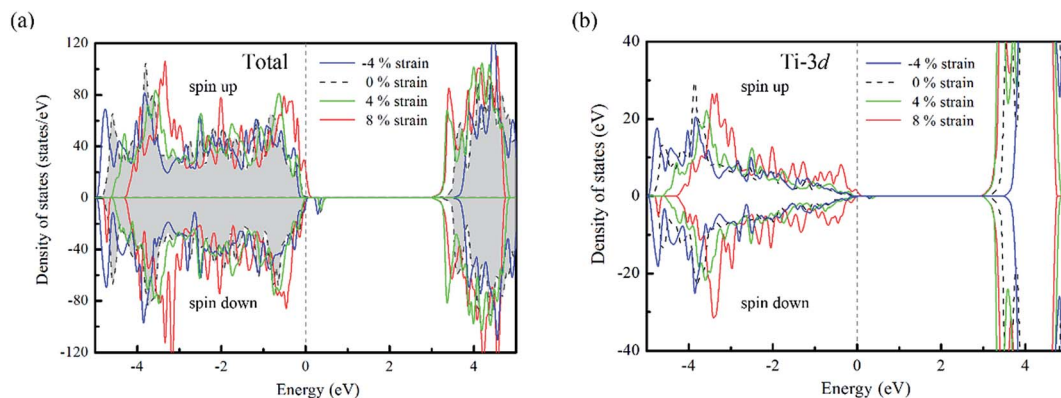 (a)
120
80
40
0
-40
-80
-120
Density of states (states/eV)
Total
spin up
spin down
-4 % strain
0 % strain
4 % strain
8 % strain
-4
-2
0
2
4
Energy (eV)
(b)
40
20
0
-20
-40
Density of states (eV)
Ti-3d
spin up
spin down
-4 % strain
0 % strain
4 % strain
8 % strain
-4
-2
0
2
4
Energy (eV)